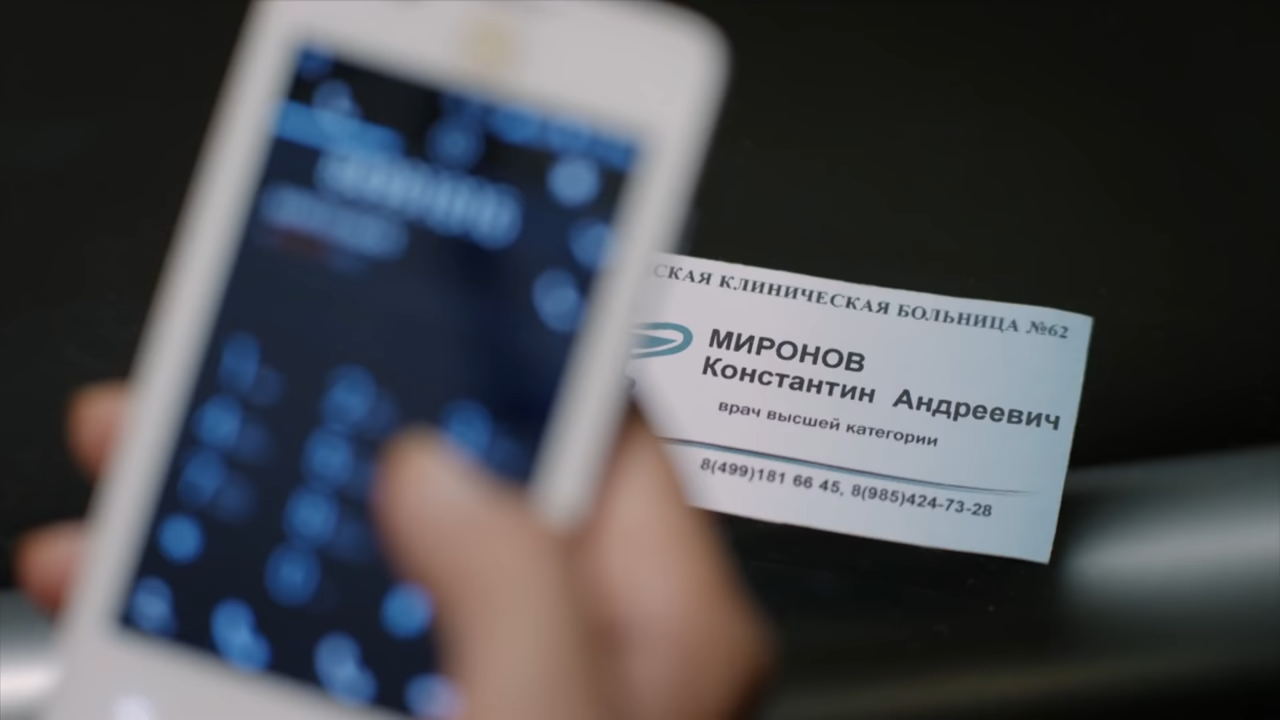 СКАЯ КЛИНИЧЕСКАЯ БОЛЬНИЦА №62
МИРОНОВ
Константин Андреевич
врач высшей категории
8(499)181 66 45, 8(985)424-73-28